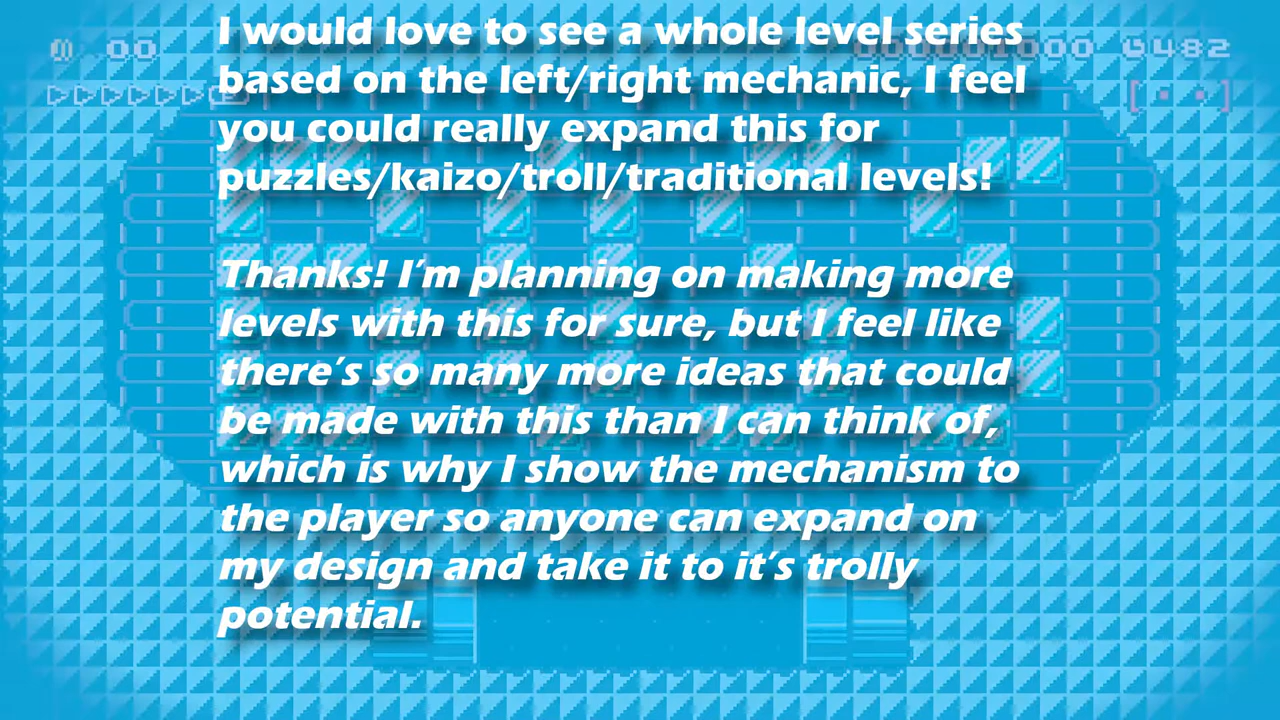 I would love to see a whole level series
based on the left/right mechanic, I feel
you could really expand this for
puzzles/kaizo/troll/traditional levels!
Thanks! I'm planning on making more
levels with this for sure, but I feel like
there's so many more ideas that could
be made with this than I can think of,
which is why I show the mechanism to
the player so anyone can expand on
my design and take it to it's trolly
potential.
00
482